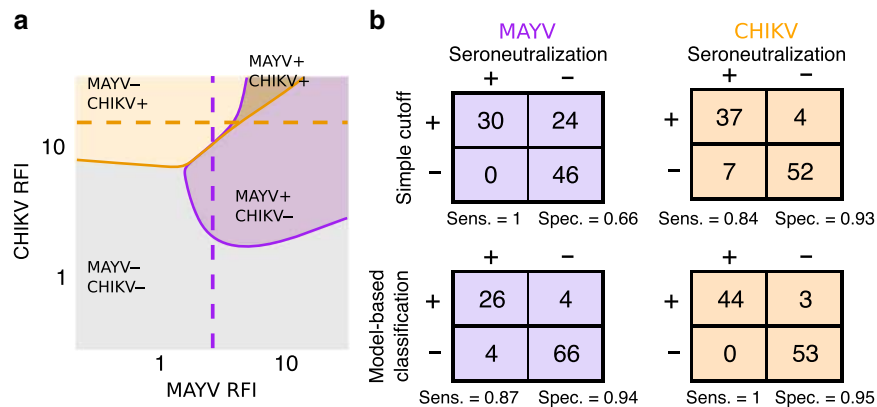 a
MAYV−
CHIKV+
MAYV+
CHIKV+
MAYV+
CHIKV−
MAYV−
CHIKV−
10
1
CHIKV RFI
1 10
MAYV RFI
b
MAYV
Seroneutralization
+ −
Simple cutoff
+ 30 24
− 0 46
Sens. = 1 Spec. = 0.66
CHIKV
Seroneutralization
+ −
+ 37 4
− 7 52
Sens. = 0.84 Spec. = 0.93
Model-based
classification
+ −
+ 26 4
− 4 66
Sens. = 0.87 Spec. = 0.94
+ −
+ 44 3
− 0 53
Sens. = 1 Spec. = 0.95